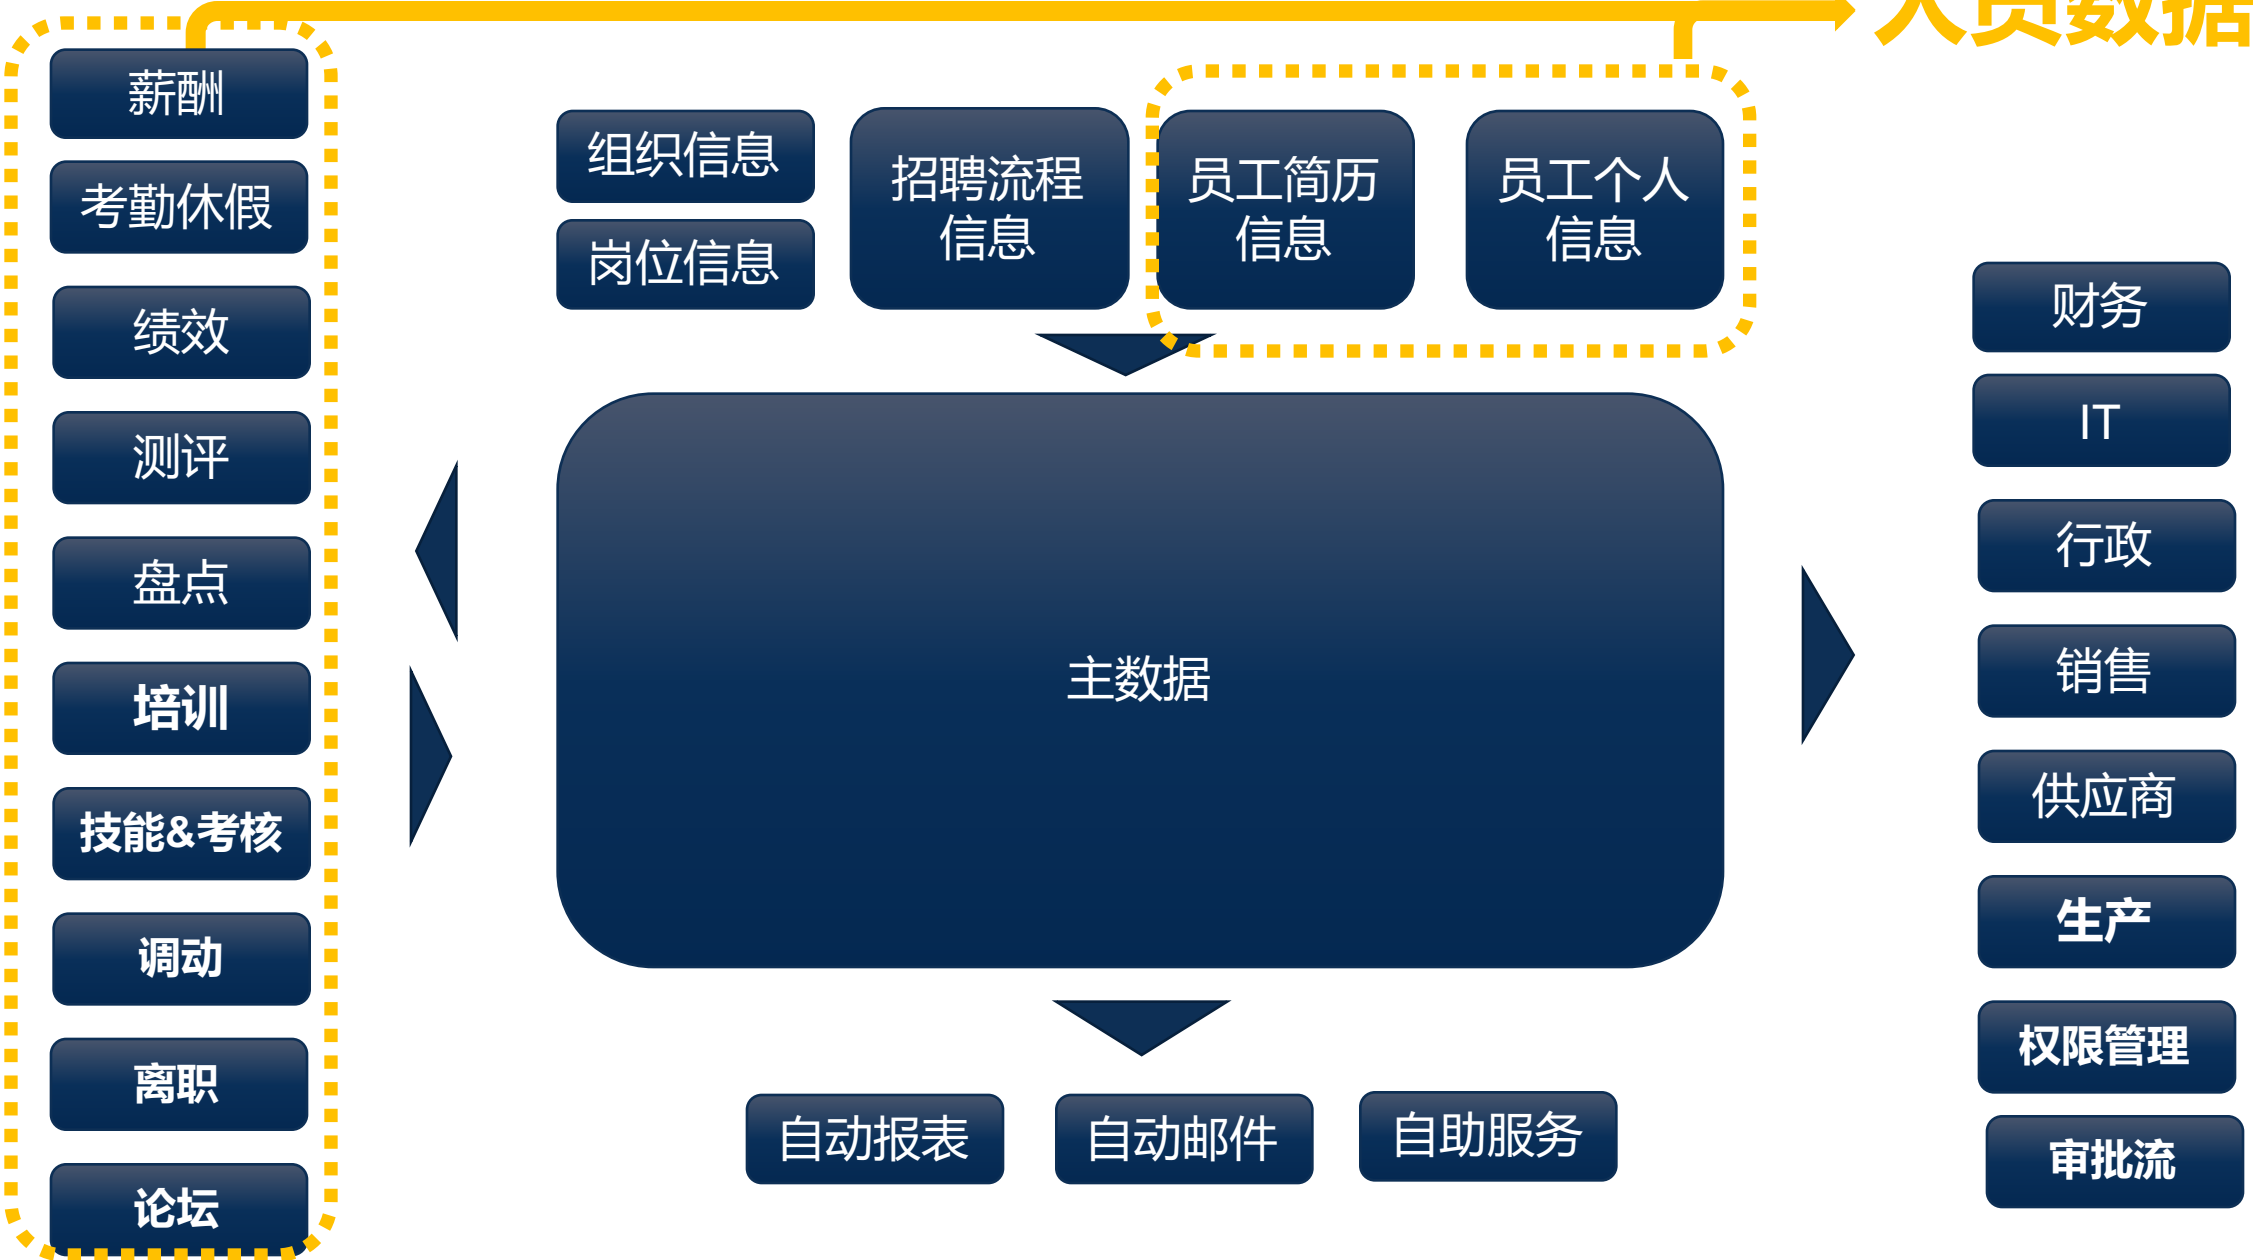 人员数据
薪酬
考勤休假
绩效
测评
盘点
培训
技能&考核
调动
离职
论坛
组织信息
岗位信息
招聘流程
信息
员工简历
信息
员工个人
信息
主数据
自动报表
自动邮件
自助服务
财务
IT
行政
销售
供应商
生产
权限管理
审批流